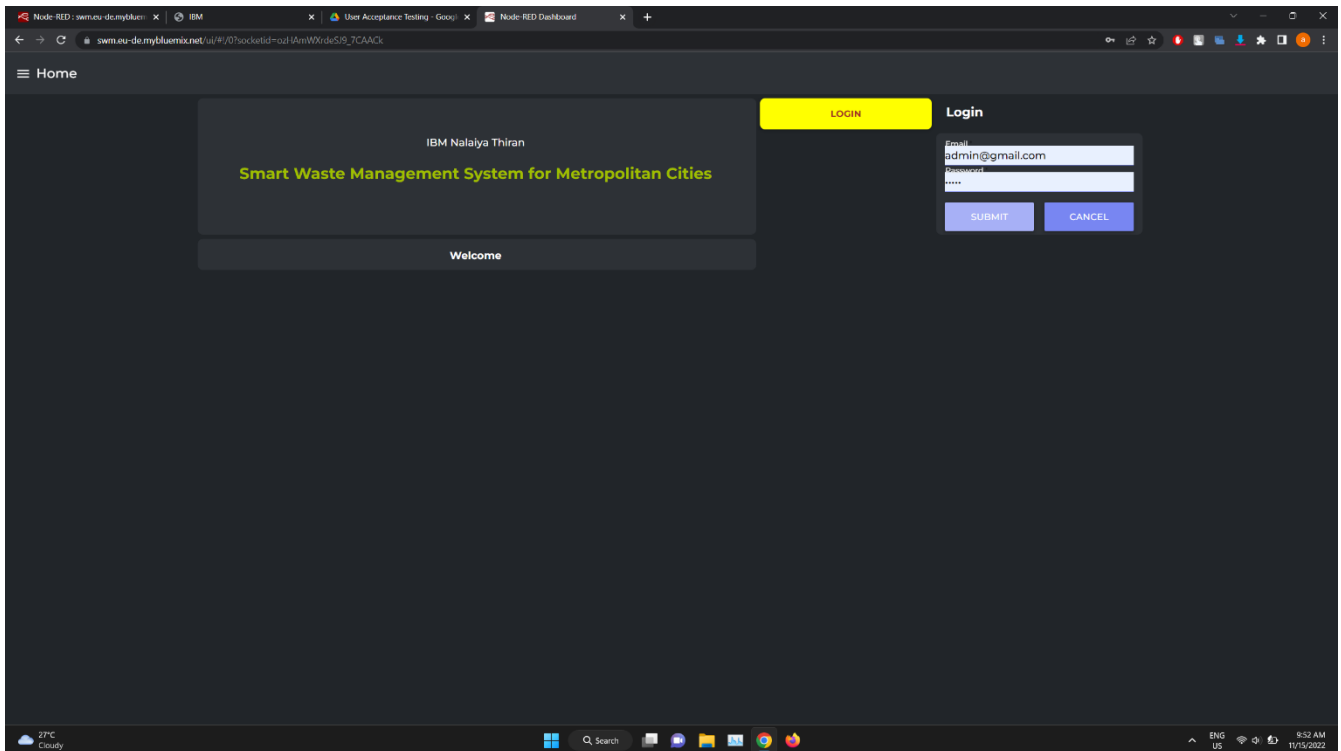 Node-RED : swm.eu-de.mybluem
IBM
User Acceptance Testing - Googl
Node-RED Dashboard
swm.eu-de.mybluemix.net/ui/#!/0?socketid=ozHAmWXrdeSJ9_7CAACk
Home
IBM Nalaiya Thiran
Smart Waste Management System for Metropolitan Cities
Welcome
LOGIN
Login
Email
admin@gmail.com
Password
•••••
SUBMIT CANCEL
27°C
Cloudy
Search
ENG
US
9:52 AM
11/15/2022